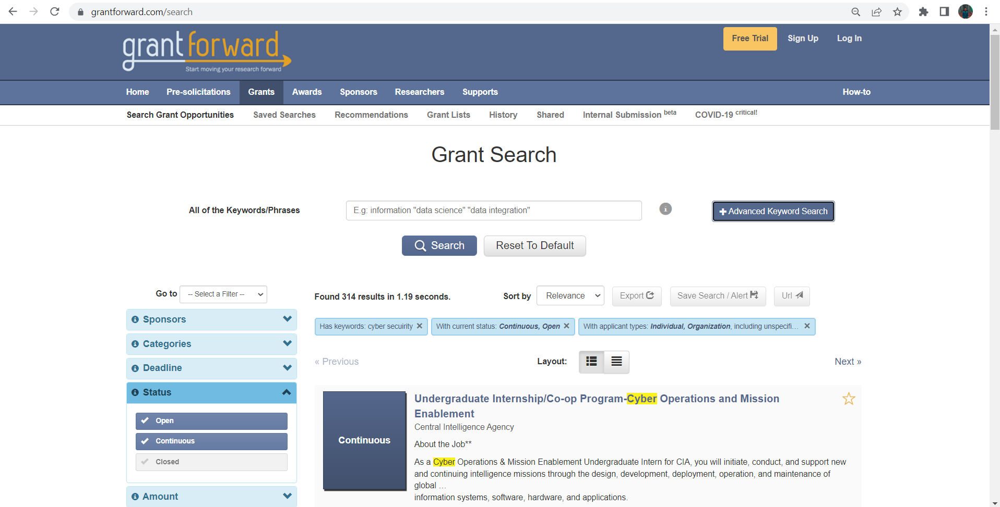 grantforward.com/search
grantforward
Start moving your research forward
Free Trial
Sign Up
Log In
Home
Pre-solicitations
Grants
Awards
Sponsors
Researchers
Supports
How-to
Search Grant Opportunities
Saved Searches
Recommendations
Grant Lists
History
Shared
Internal Submission beta
COVID-19 critical!
Grant Search
All of the Keywords/Phrases
E.g: information "data science" "data integration"
Advanced Keyword Search
Search
Reset To Default
Go to
-- Select a Filter --
Found 314 results in 1.19 seconds.
Sort by
Relevance
Export
Save Search / Alert
Url
Sponsors
Categories
Deadline
Status
Open
Continuous
Closed
Amount
Has keywords: cyber secuirity ×
With current status: Continuous, Open ×
With applicant types: Individual, Organization, including unspecifi... ×
« Previous
Layout:
Next »
Continuous
Undergraduate Internship/Co-op Program-Cyber Operations and Mission
Enablement
Central Intelligence Agency
About the Job**
As a Cyber Operations & Mission Enablement Undergraduate Intern for CIA, you will initiate, conduct, and support new
and continuing intelligence missions through the design, development, deployment, operation, and maintenance of
global ...
information systems, software, hardware, and applications.